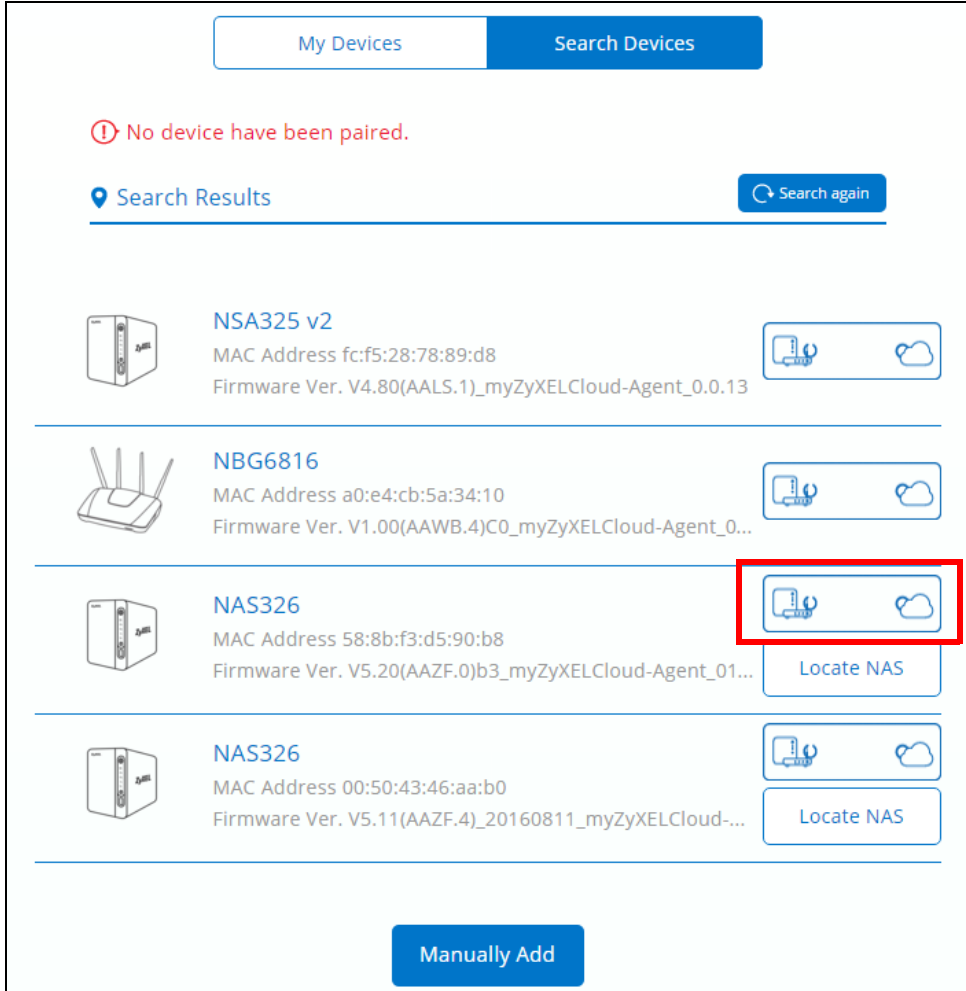 My Devices
Search Devices
No device have been paired.
Search Results
Search again
NSA325 v2
MAC Address fc:f5:28:78:89:d8
Firmware Ver. V4.80(AALS.1)_myZyXELCloud-Agent_0.0.13
ZyXEL
NBG6816
MAC Address a0:e4:cb:5a:34:10
Firmware Ver. V1.00(AAWB.4)C0_myZyXELCloud-Agent_0...
NAS326
MAC Address 58:8b:f3:d5:90:b8
Firmware Ver. V5.20(AAZF.0)b3_myZyXELCloud-Agent_01...
ZyXEL
Locate NAS
NAS326
MAC Address 00:50:43:46:aa:b0
Firmware Ver. V5.11(AAZF.4)_20160811_myZyXELCloud-...
ZyXEL
Locate NAS
Manually Add